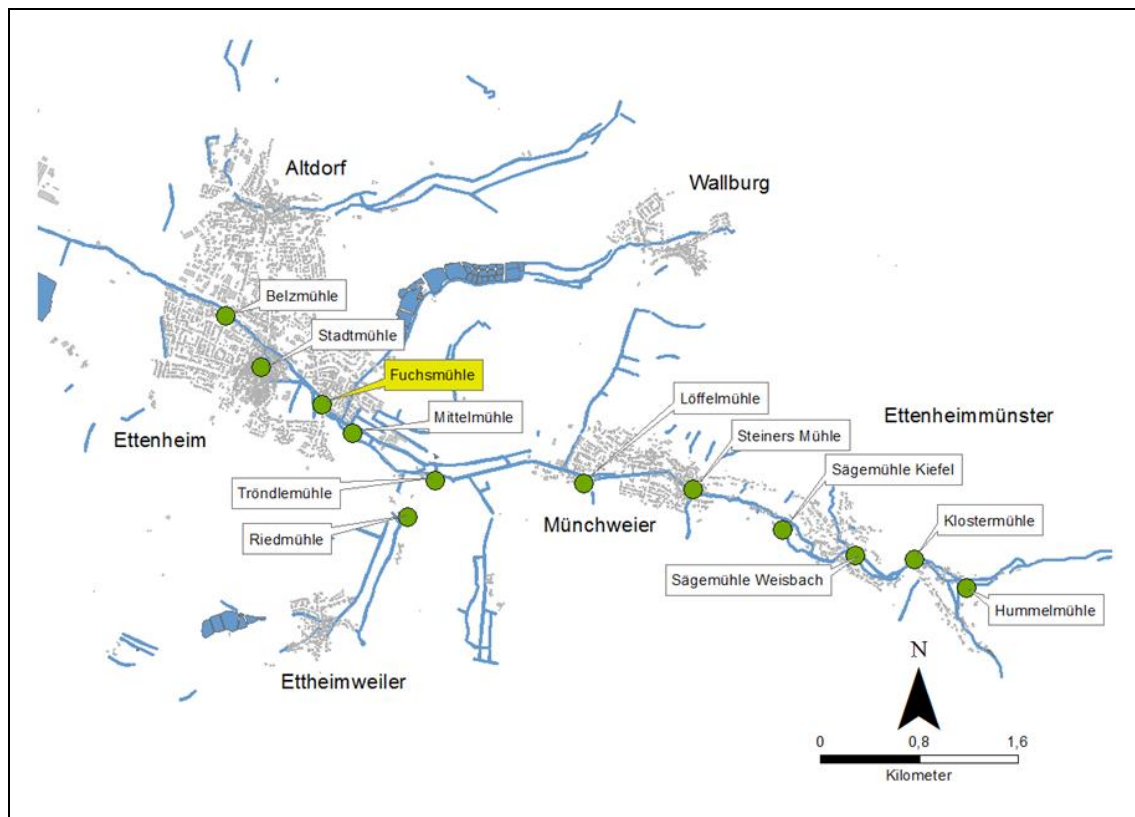 Altdorf
Wallburg
Belzmühle
Stadtmühle
Fuchsmühle
Löffelmühle
Ettenheimmünster
Ettenheim
Mittelmühle
Steiners Mühle
Sägemühle Kiefel
Tröndlemühle
Münchweier
Klostermühle
Riedmühle
Sägemühle Weisbach
Hummelmühle
Ettheimweiler
N
0 0,8 1,6
Kilometer